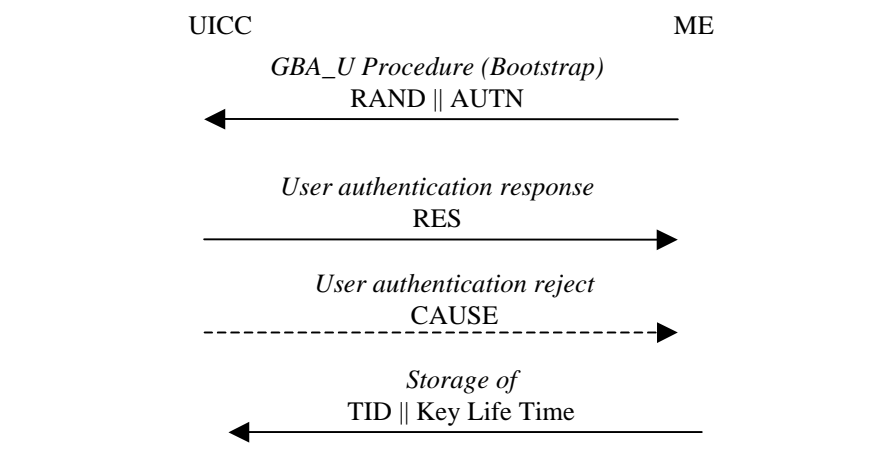 UICC ME
GBA_U Procedure (Bootstrap)
RAND || AUTN
User authentication response
RES
User authentication reject
CAUSE
Storage of
TID || Key Life Time